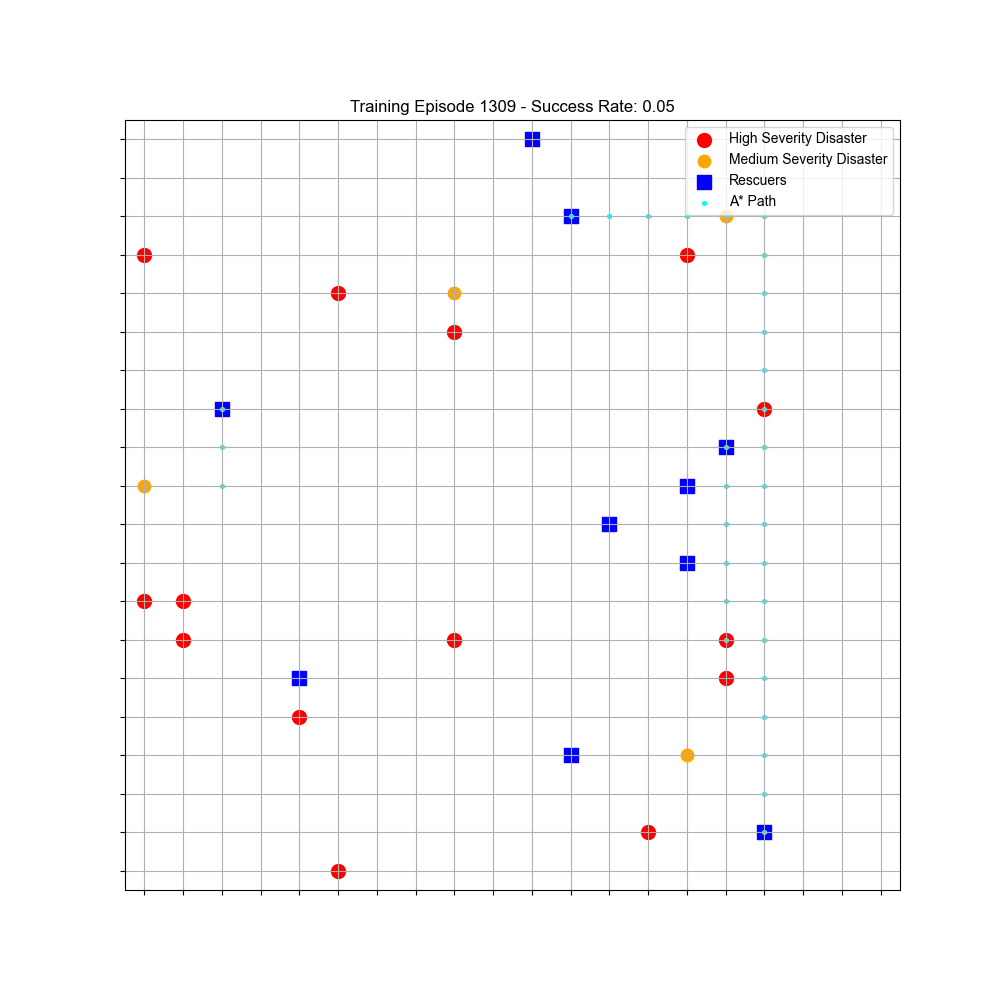 Training Episode 1309 - Success Rate: 0.05
High Severity Disaster
Medium Severity Disaster
Rescuers
A* Path